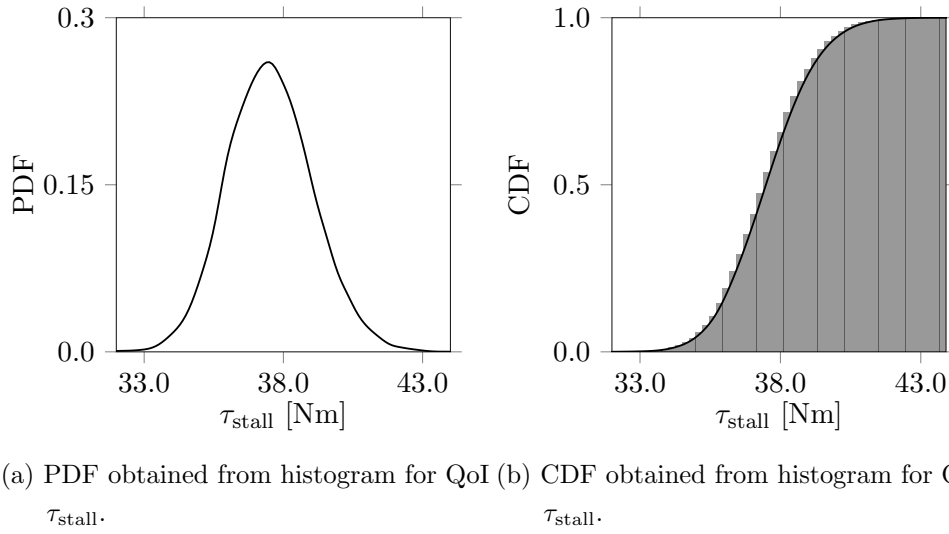 0.3
0.15
0.0
PDF
33.0 38.0 43.0
τstall [Nm]
1.0
0.5
0.0
CDF
33.0 38.0 43.0
τstall [Nm]
(a) PDF obtained from histogram for QoI
τstall.
(b) CDF obtained from histogram for
τstall.